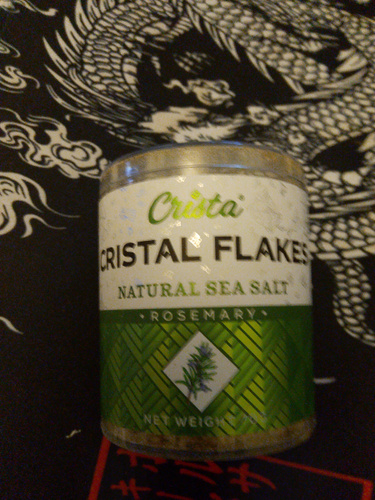 Crista®
CRISTAL FLAKES
NATURAL SEA SALT
• ROSEMARY •
NET WEIGHT